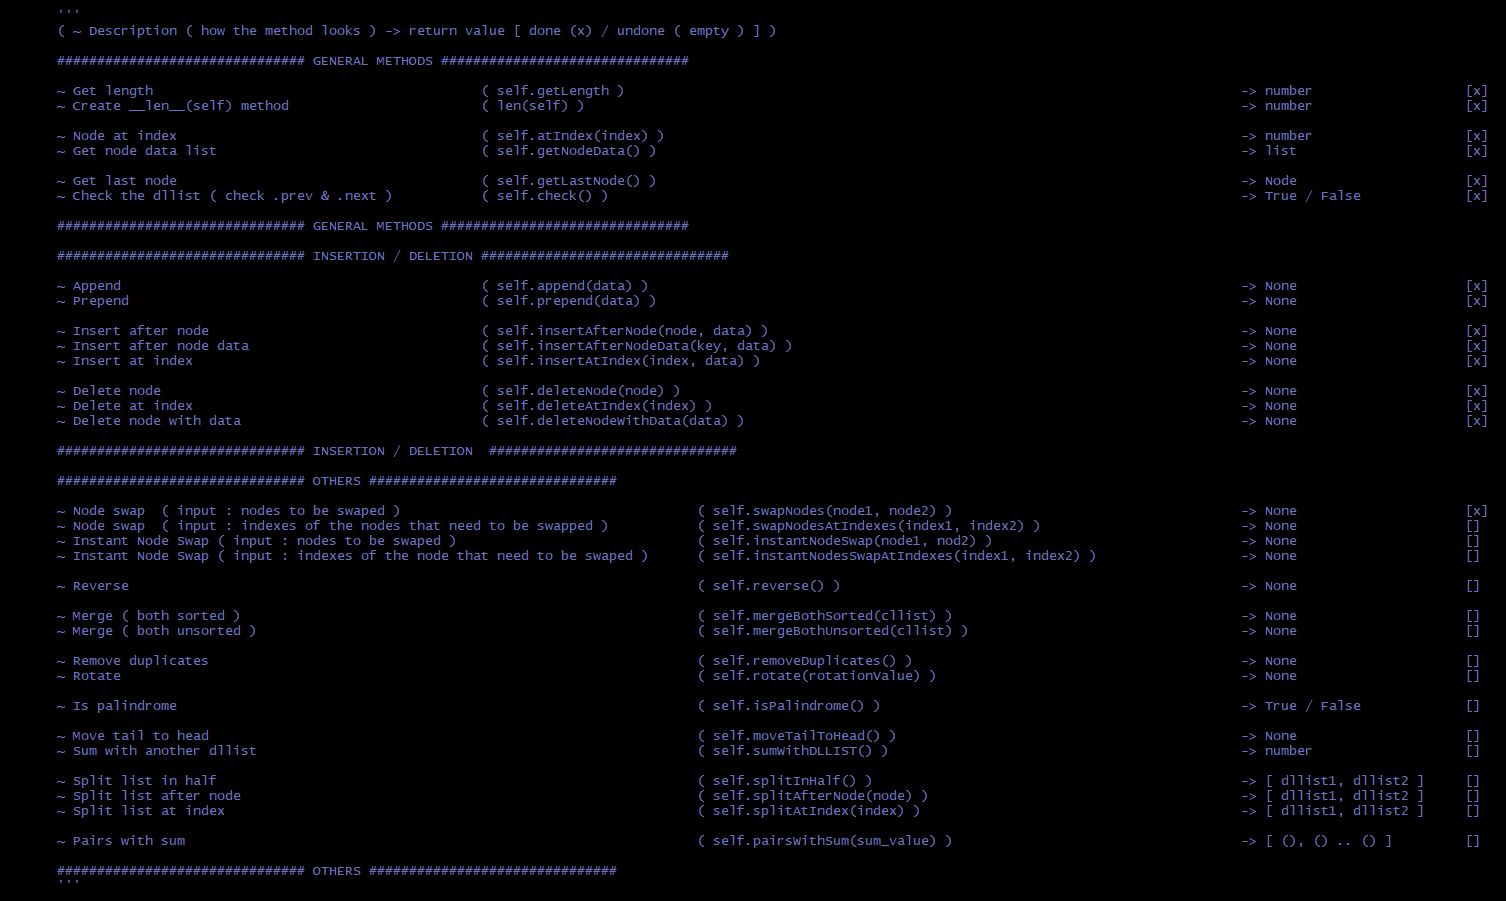 '''
( ~ Description ( how the method looks ) -> return value [ done (x) / undone ( empty ) ] )
############################### GENERAL METHODS ###############################
~ Get length ( self.getLength ) -> number [x]
~ Create __len__(self) method ( len(self) ) -> number [x]
~ Node at index ( self.atIndex(index) ) -> number [x]
~ Get node data list ( self.getNodeData() ) -> list [x]
~ Get last node ( self.getLastNode() ) -> Node [x]
~ Check the dllist ( check .prev & .next ) ( self.check() ) -> True / False [x]
############################### GENERAL METHODS ###############################
############################### INSERTION / DELETION ###############################
~ Append ( self.append(data) ) -> None [x]
~ Prepend ( self.prepend(data) ) -> None [x]
~ Insert after node ( self.insertAfterNode(node, data) ) -> None [x]
~ Insert after node data ( self.insertAfterNodeData(key, data) ) -> None [x]
~ Insert at index ( self.insertAtIndex(index, data) ) -> None [x]
~ Delete node ( self.deleteNode(node) ) -> None [x]
~ Delete at index ( self.deleteAtIndex(index) ) -> None [x]
~ Delete node with data ( self.deleteNodeWithData(data) ) -> None [x]
############################### INSERTION / DELETION  ###############################
############################### OTHERS ###############################
~ Node swap  ( input : nodes to be swaped ) ( self.swapNodes(node1, node2) ) -> None [x]
~ Node swap  ( input : indexes of the nodes that need to be swapped ) ( self.swapNodesAtIndexes(index1, index2) ) -> None []
~ Instant Node Swap ( input : nodes to be swaped ) ( self.instantNodeSwap(node1, nod2) ) -> None []
~ Instant Node Swap ( input : indexes of the node that need to be swaped ) ( self.instantNodesSwapAtIndexes(index1, index2) ) -> None []
~ Reverse ( self.reverse() ) -> None []
~ Merge ( both sorted ) ( self.mergeBothSorted(cllist) ) -> None []
~ Merge ( both unsorted ) ( self.mergeBothUnsorted(cllist) ) -> None []
~ Remove duplicates ( self.removeDuplicates() ) -> None []
~ Rotate ( self.rotate(rotationValue) ) -> None []
~ Is palindrome ( self.isPalindrome() ) -> True / False []
~ Move tail to head ( self.moveTailToHead() ) -> None []
~ Sum with another dllist ( self.sumWithDLLIST() ) -> number []
~ Split list in half ( self.splitInHalf() ) -> [ dllist1, dllist2 ] []
~ Split list after node ( self.splitAfterNode(node) ) -> [ dllist1, dllist2 ] []
~ Split list at index ( self.splitAtIndex(index) ) -> [ dllist1, dllist2 ] []
~ Pairs with sum ( self.pairsWithSum(sum_value) ) -> [ (), () .. () ] []
############################### OTHERS ###############################
'''